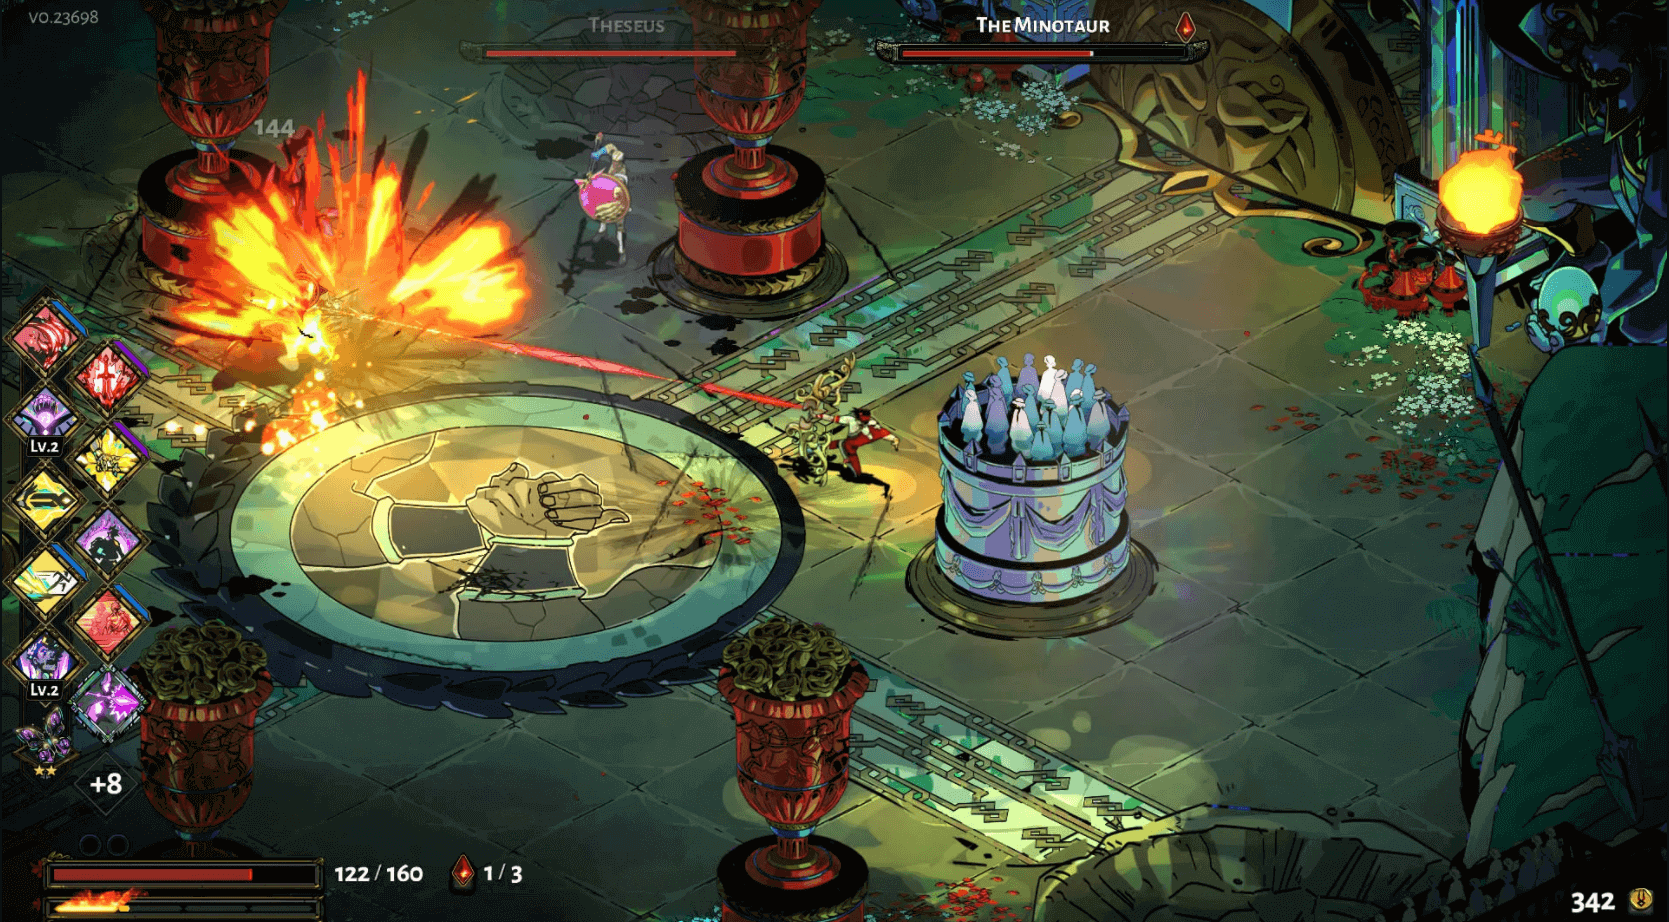 V0.23698
THESEUS
THE MINOTAUR
144
Lv.2
Lv.2
+8
122 / 160
1 / 3
342